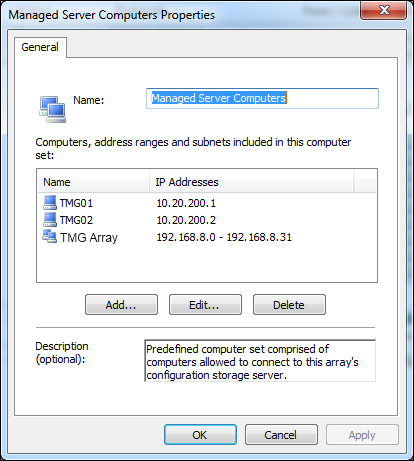 Managed Server Computers Properties
General
Name: Managed Server Computers
Computers, address ranges and subnets included in this computer
set:
Name IP Addresses
TMG01 10.20.200.1
TMG02 10.20.200.2
TMG Array 192.168.8.0 - 192.168.8.31
Add... Edit... Delete
Description
(optional):
Predefined computer set comprised of
computers allowed to connect to this array's
configuration storage server.
OK Cancel Apply